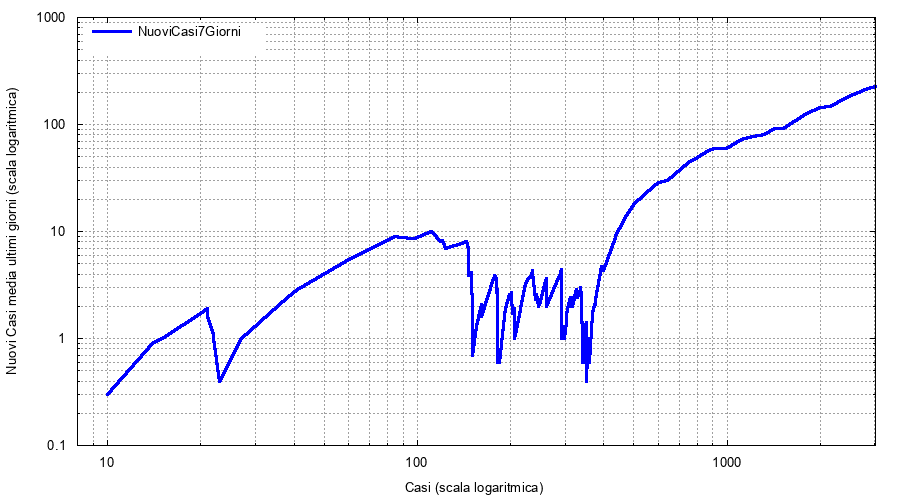 1000
NuoviCasi7Giorni
100
10
1
0.1
Nuovi Casi media ultimi giorni (scala logaritmica)
10 100 1000
Casi (scala logaritmica)